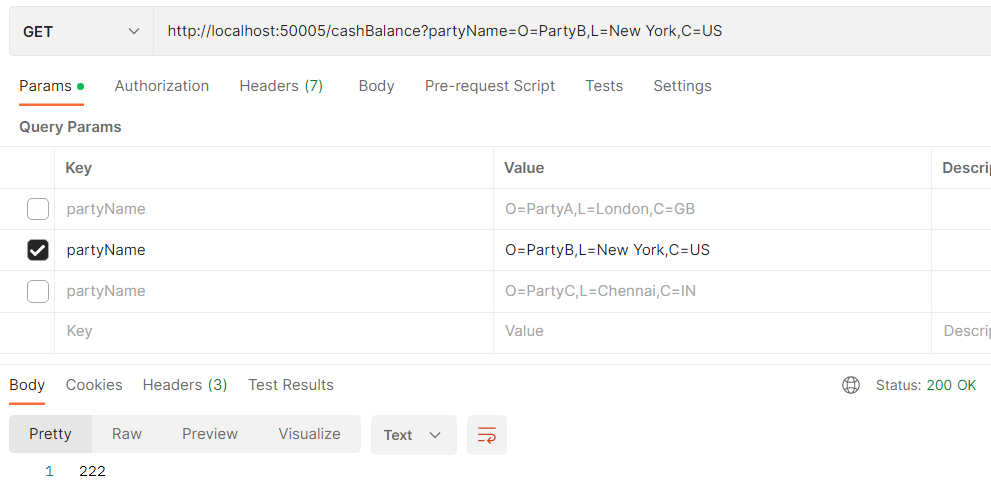 GET http://localhost:50005/cashBalance?partyName=O=PartyB,L=New York,C=US
Params Authorization Headers (7) Body Pre-request Script Tests Settings
Query Params
Key Value Descri
partyName O=PartyA,L=London,C=GB
partyName O=PartyB,L=New York,C=US
partyName O=PartyC,L=Chennai,C=IN
Key Value Descrip
Body Cookies Headers (3) Test Results Status: 200 OK
Pretty Raw Preview Visualize Text
1 222